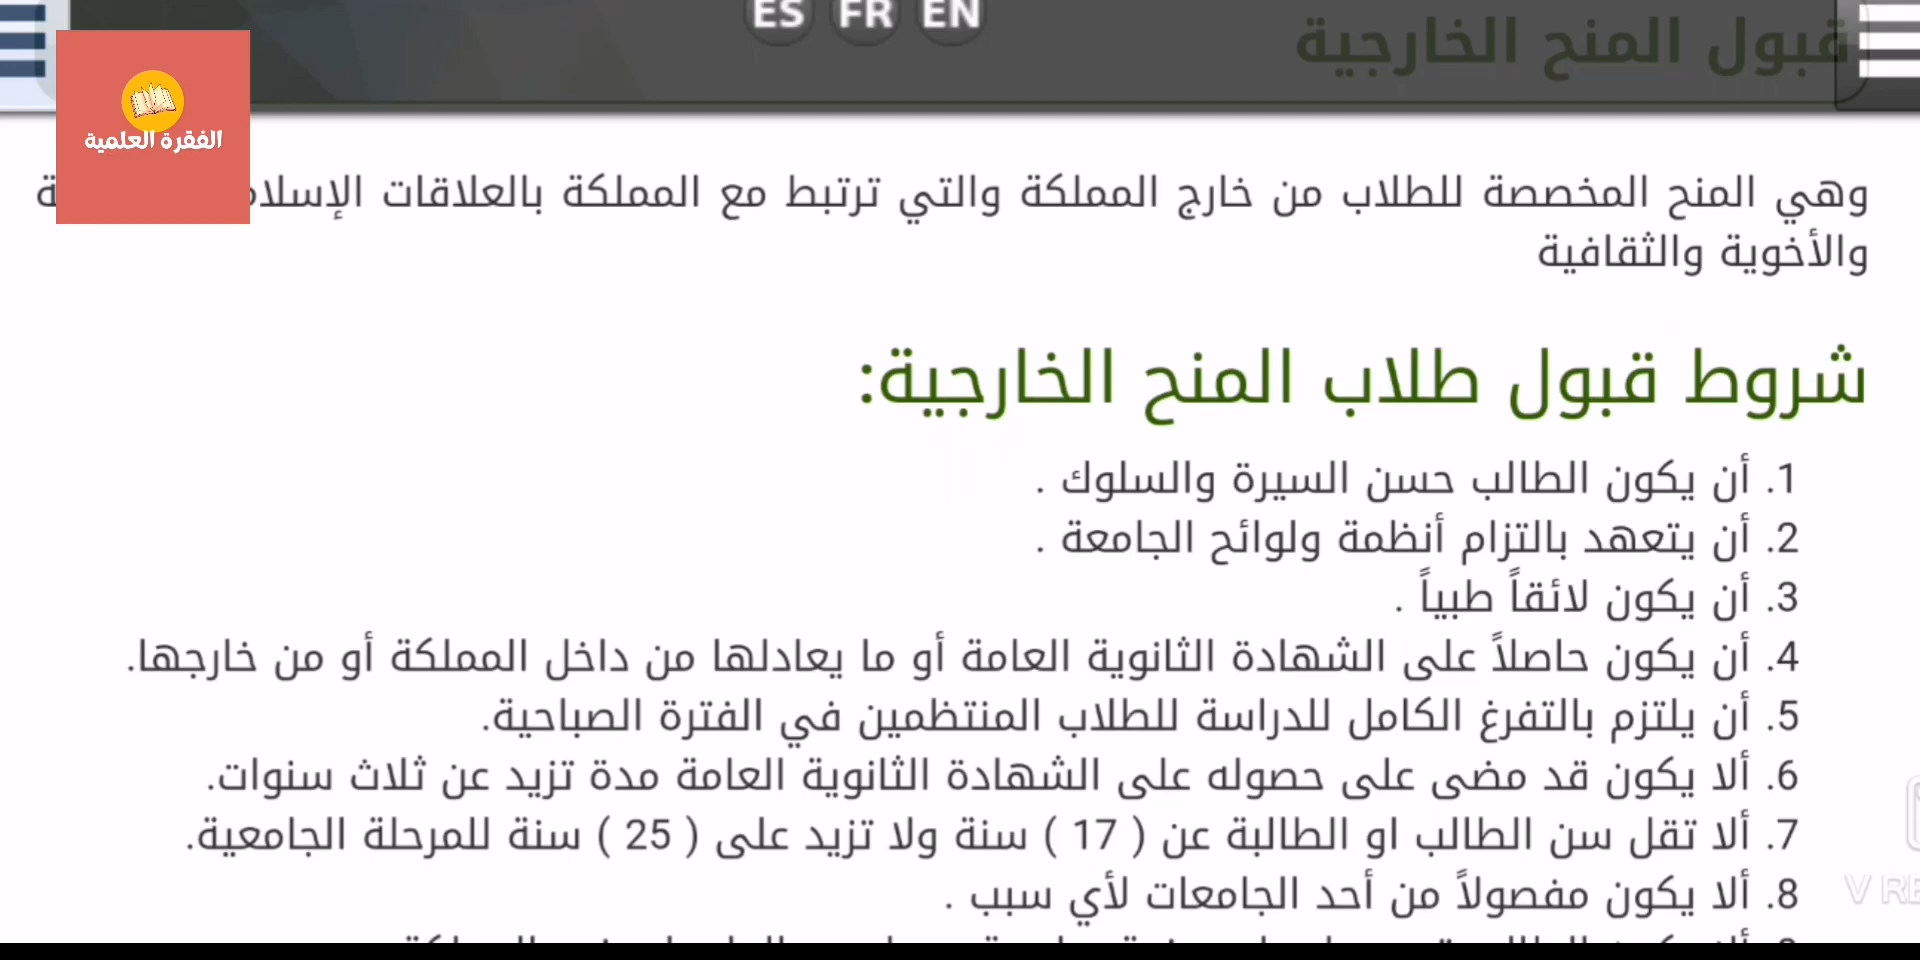 ES FR EN
قبول المنح الخارجية
الفقرة العلمية
وهي المنح المخصصة للطلاب من خارج المملكة والتي ترتبط مع المملكة بالعلاقات
والأخوية والثقافية
شروط قبول طلاب المنح الخارجية:
1. أن يكون الطالب حسن السيرة والسلوك .
2. أن يتعهد بالتزام أنظمة ولوائح الجامعة .
3. أن يكون لائقاً طبياً .
4. أن يكون حاصلاً على الشهادة الثانوية العامة أو ما يعادلها من داخل المملكة أو من خارجها.
5. أن يلتزم بالتفرغ الكامل للدراسة للطلاب المنتظمين في الفترة الصباحية.
6. ألا يكون قد مضى على حصوله على الشهادة الثانوية العامة مدة تزيد عن ثلاث سنوات.
7. ألا تقل سن الطالب او الطالبة عن ( 17 ) سنة ولا تزيد على ( 25 ) سنة للمرحلة الجامعية.
8. ألا يكون مفصولاً من أحد الجامعات لأي سبب .